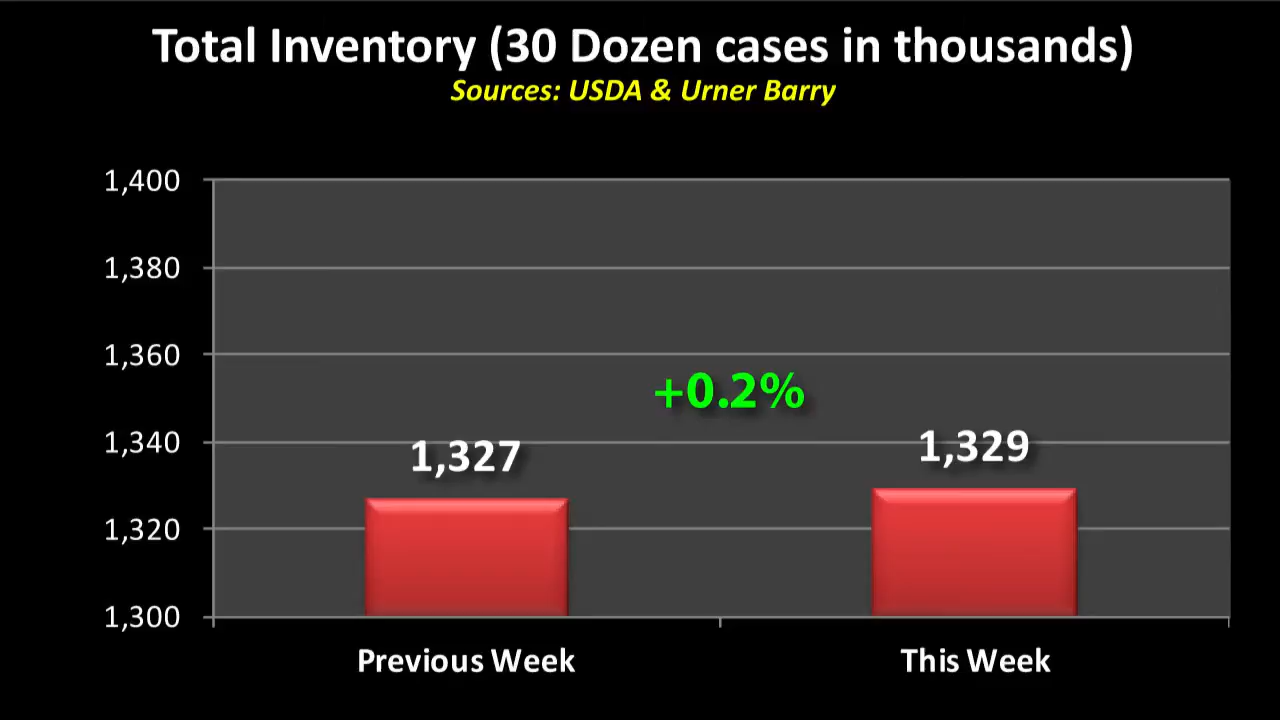 Total Inventory (30 Dozen cases in thousands)
Sources: USDA & Urner Barry
1,400
1,380
1,360
+0.2%
1,340
1,327
1,329
1,320
1,300
Previous Week
This Week